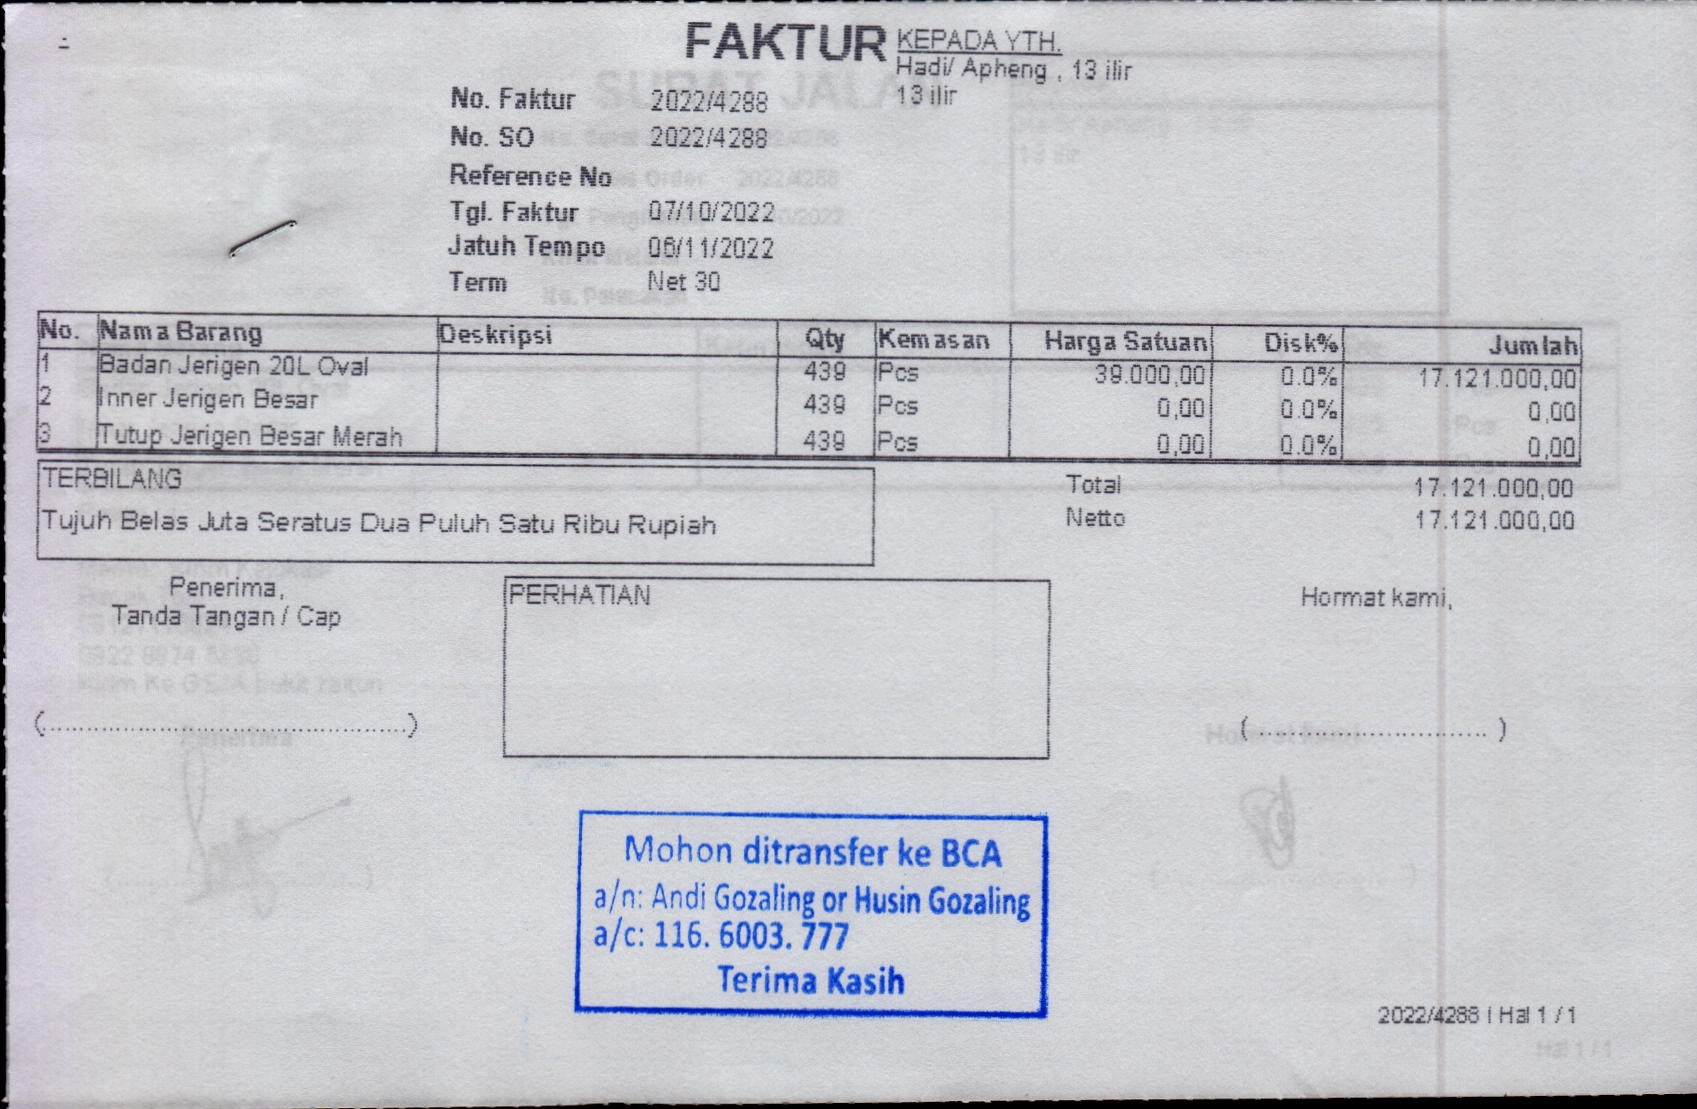 FAKTUR
KEPADA YTH.
Hadi/ Apheng , 13 ilir
13 ilir
No. Faktur 2022/4288
No. SO 2022/4288
Reference No
Tgl. Faktur 07/10/2022
Jatuh Tempo 06/11/2022
Term Net 30
No. Nama Barang Deskripsi Qty Kemasan Harga Satuan Disk% Jumlah
1 Badan Jerigen 20L Oval 439 Pcs 39.000,00 0.0% 17.121.000,00
2 Inner Jerigen Besar 439 Pcs 0,00 0.0% 0,00
3 Tutup Jerigen Besar Merah 439 Pcs 0,00 0.0% 0,00
TERBILANG
Tujuh Belas Juta Seratus Dua Puluh Satu Ribu Rupiah
Total 17.121.000,00
Netto 17.121.000,00
Penerima,
Tanda Tangan / Cap
PERHATIAN
Hormat kami,
(..........................................)
(............................... )
Mohon ditransfer ke BCA
a/n: Andi Gozaling or Husin Gozaling
a/c: 116. 6003. 777
Terima Kasih
2022/4288 | Hal 1 / 1